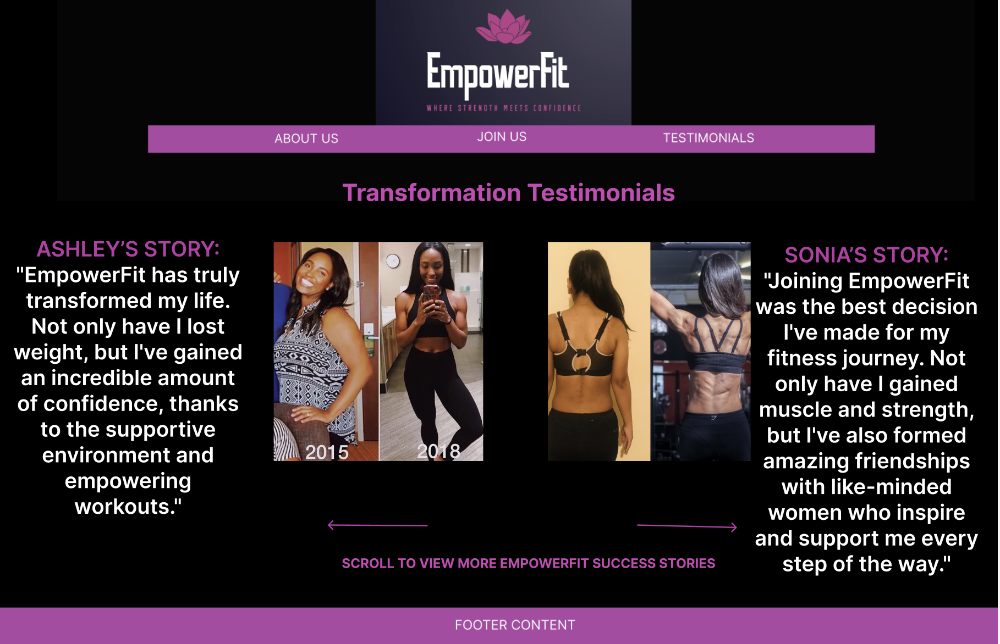 EmpowerFit
WHERE STRENGTH MEETS CONFIDENCE
ABOUT US
JOIN US
TESTIMONIALS
Transformation Testimonials
ASHLEY’S STORY:
"EmpowerFit has truly
transformed my life.
Not only have I lost
weight, but I've gained
an incredible amount
of confidence, thanks
to the supportive
environment and
empowering
workouts."
2015
2018
SONIA’S STORY:
"Joining EmpowerFit
was the best decision
I've made for my
fitness journey. Not
only have I gained
muscle and strength,
but I've also formed
amazing friendships
with like-minded
women who inspire
and support me every
step of the way."
SCROLL TO VIEW MORE EMPOWERFIT SUCCESS STORIES
FOOTER CONTENT